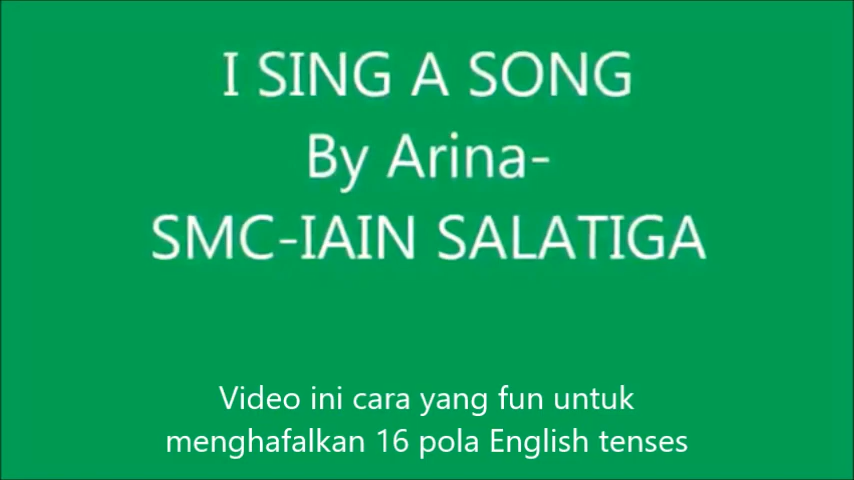 I SING A SONG
By Arina-
SMC-IAIN SALATIGA
Video ini cara yang fun untuk
menghafalkan 16 pola English tenses